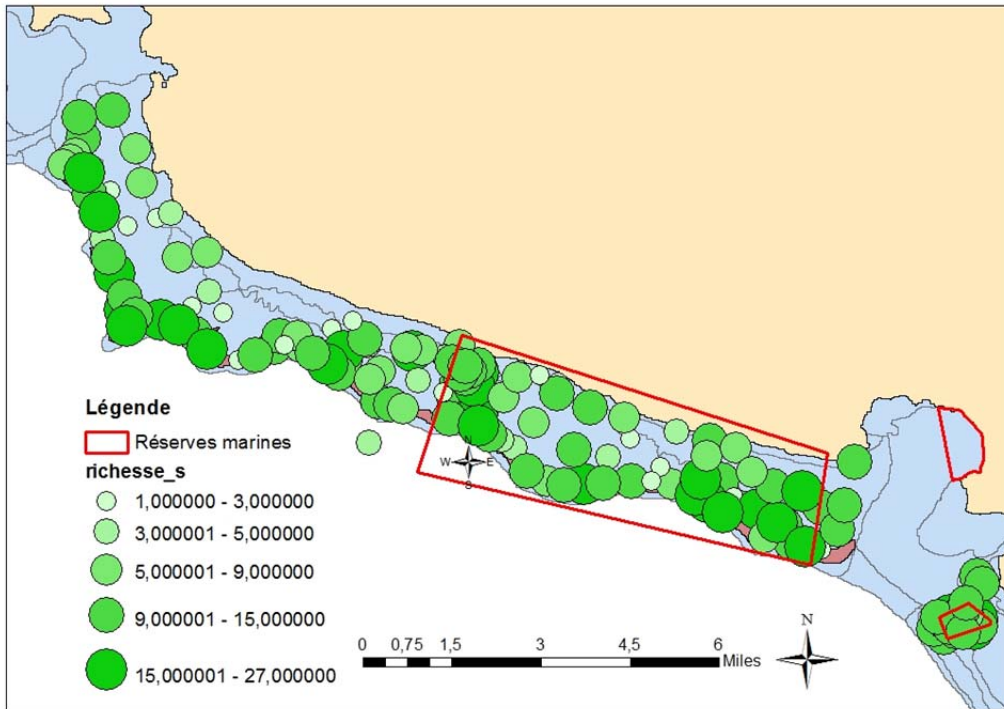 Légende
Réserves marines
richesse_s
1,000000 - 3,000000
3,000001 - 5,000000
5,000001 - 9,000000
9,000001 - 15,000000
15,000001 - 27,000000
N
W E
S
0 0,75 1,5 3 4,5 6
Miles
N